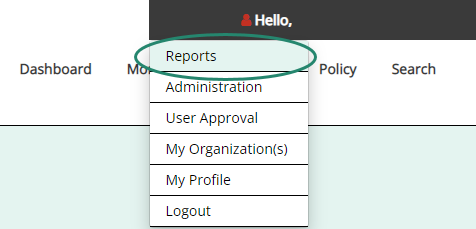 Hello,
Reports
Dashboard
Policy
Search
Administration
User Approval
My Organization(s)
My Profile
Logout